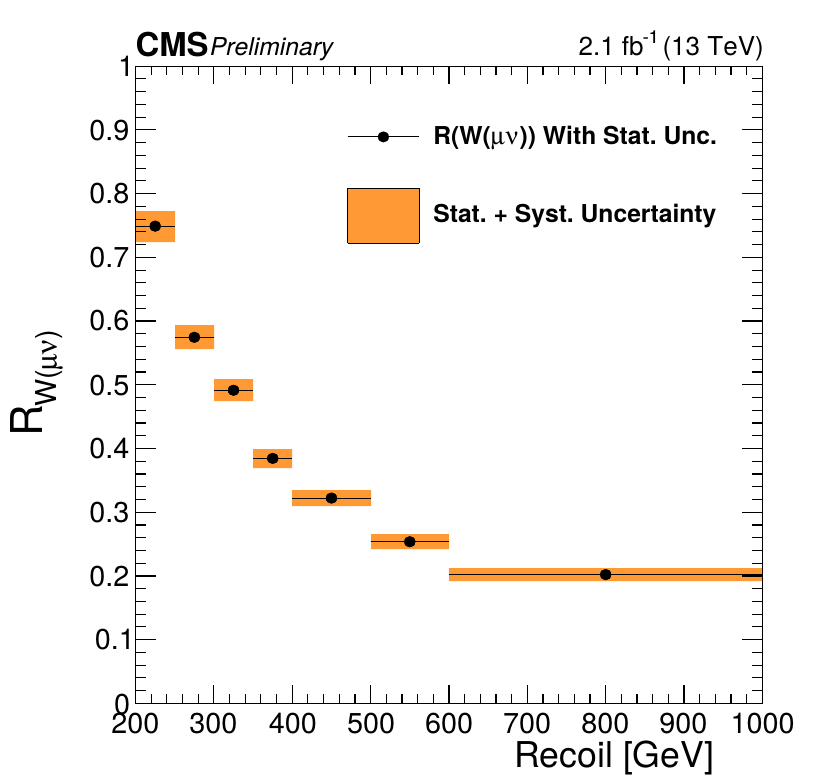 CMS Preliminary 2.1 fb-1 (13 TeV)
R(W(μν)) With Stat. Unc.
Stat. + Syst. Uncertainty
RW(μν)
1
0.9
0.8
0.7
0.6
0.5
0.4
0.3
0.2
0.1
0
200 300 400 500 600 700 800 900 1000
Recoil [GeV]